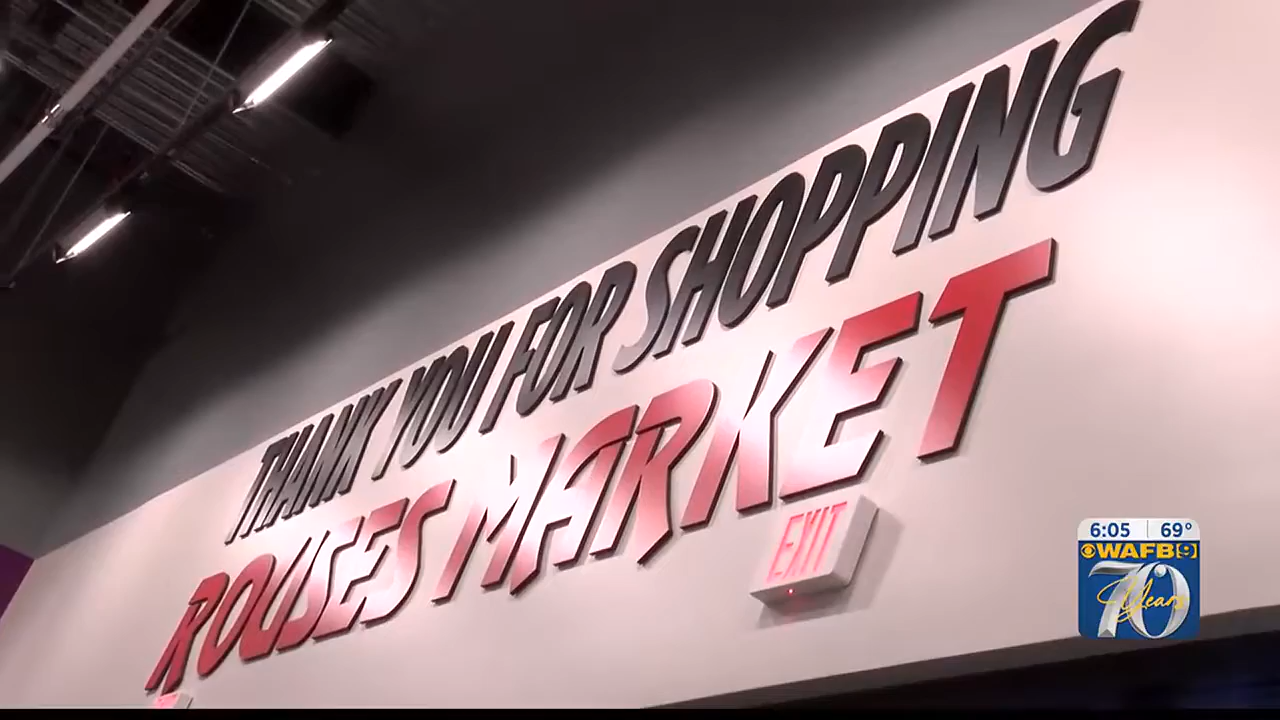 THANK YOU FOR SHOPPING
ROUSES MARKET
EXIT
6:05 69°
WAFB 9
70
Years